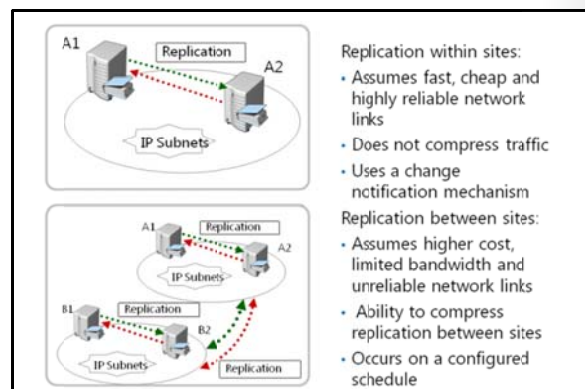 A1
Replication
A2
IP Subnets
A1
Replication
A2
IP Subnets
B1
Replication
B2
IP Subnets
Replication
Replication within sites:
• Assumes fast, cheap and
highly reliable network
links
• Does not compress traffic
• Uses a change
notification mechanism
Replication between sites:
• Assumes higher cost,
limited bandwidth and
unreliable network links
• Ability to compress
replication between sites
• Occurs on a configured
schedule